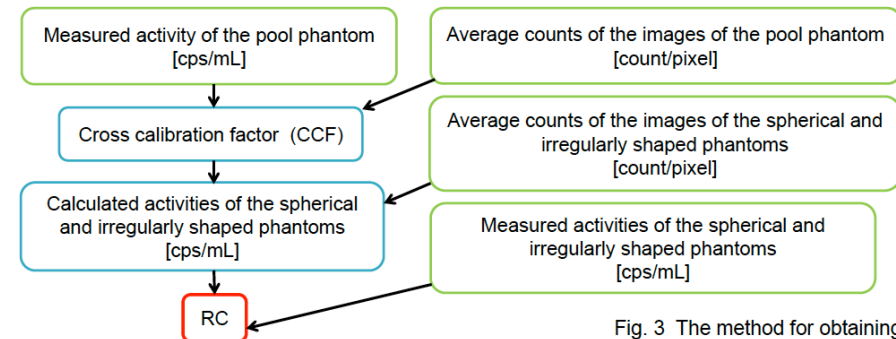 Measured activity of the pool phantom
[cps/mL]
Average counts of the images of the pool phantom
[count/pixel]
Cross calibration factor (CCF)
Average counts of the images of the spherical and
irregularly shaped phantoms
[count/pixel]
Calculated activities of the spherical
and irregularly shaped phantoms
[cps/mL]
Measured activities of the spherical and
irregularly shaped phantoms
[cps/mL]
RC
Fig. 3 The method for obtaining